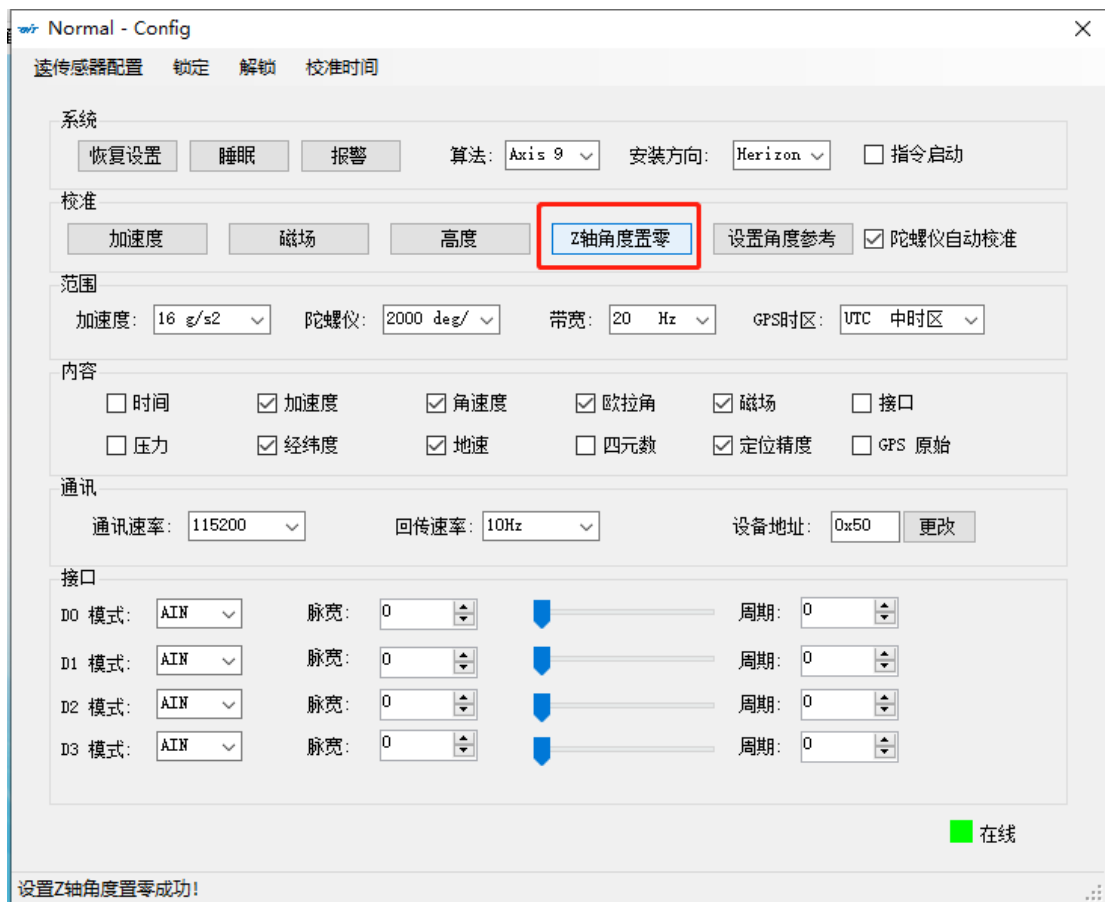 Normal - Config
读传感器配置 锁定 解锁 校准时间
系统
恢复设置 睡眠 报警 算法: Axis 9 安装方向: Herizon 指令启动
校准
加速度 磁场 高度 Z轴角度置零 设置角度参考 陀螺仪自动校准
范围
加速度: 16 g/s2 陀螺仪: 2000 deg/ 带宽: 20 Hz GPS时区: UTC 中时区
内容
时间 加速度 角速度 欧拉角 磁场 接口
压力 经纬度 地速 四元数 定位精度 GPS 原始
通讯
通讯速率: 115200 回传速率: 10Hz 设备地址: 0x50 更改
接口
D0 模式: AIN 脉宽: 0 周期: 0
D1 模式: AIN 脉宽: 0 周期: 0
D2 模式: AIN 脉宽: 0 周期: 0
D3 模式: AIN 脉宽: 0 周期: 0
在线
设置Z轴角度置零成功!